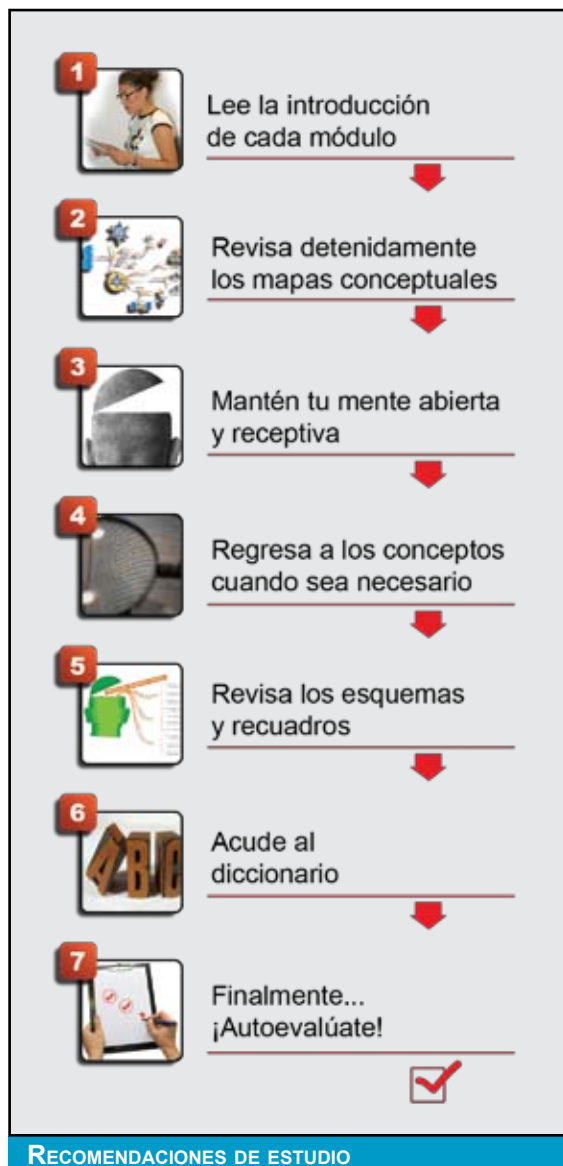 1
Lee la introducción
de cada módulo
2
Revisa detenidamente
los mapas conceptuales
3
Mantén tu mente abierta
y receptiva
4
Regresa a los conceptos
cuando sea necesario
5
Revisa los esquemas
y recuadros
6
ABC
Acude al
diccionario
7
Finalmente...
¡Autoevalúate!
RECOMENDACIONES DE ESTUDIO